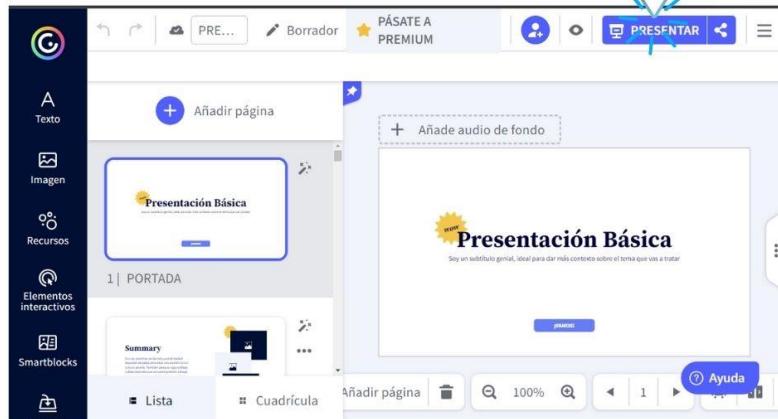 PRE...
Borrador
PÁSATE A
PREMIUM
PRESENTAR
Texto
Imagen
Recursos
Elementos
interactivos
Smartblocks
Añadir página
Presentación Básica
1 | PORTADA
Summary
Lista
Cuadrícula
Añade audio de fondo
WOW
Presentación Básica
Soy un subtítulo genial, ideal para dar más contexto sobre el tema que vas a tratar
¡VAMOS!
Añadir página
100%
1
Ayuda